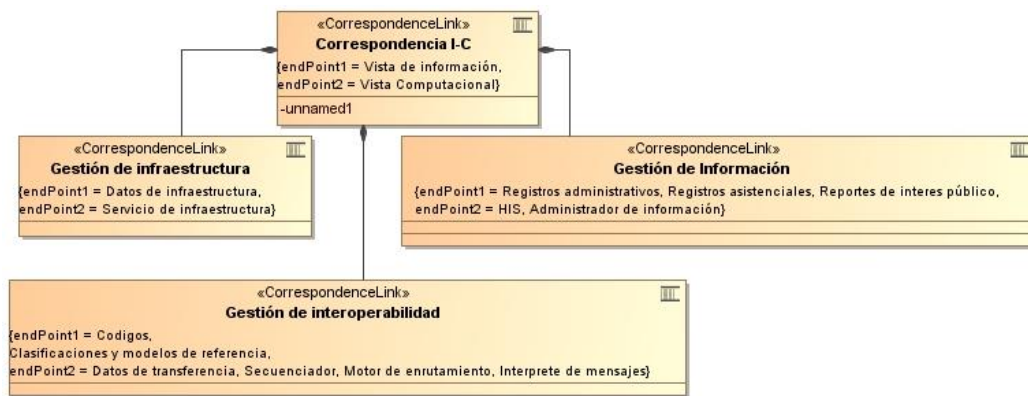 «CorrespondenceLink»
Correspondencia I-C
{endPoint1 = Vista de información,
endPoint2 = Vista Computacional}
-unnamed1
«CorrespondenceLink»
Gestión de infraestructura
{endPoint1 = Datos de infraestructura,
endPoint2 = Servicio de infraestructura}
«CorrespondenceLink»
Gestión de Información
{endPoint1 = Registros administrativos, Registros asistenciales, Reportes de interes público,
endPoint2 = HIS, Administrador de información}
«CorrespondenceLink»
Gestión de interoperabilidad
{endPoint1 = Codigos,
Clasificaciones y modelos de referencia,
endPoint2 = Datos de transferencia, Secuenciador, Motor de enrutamiento, Interprete de mensajes}